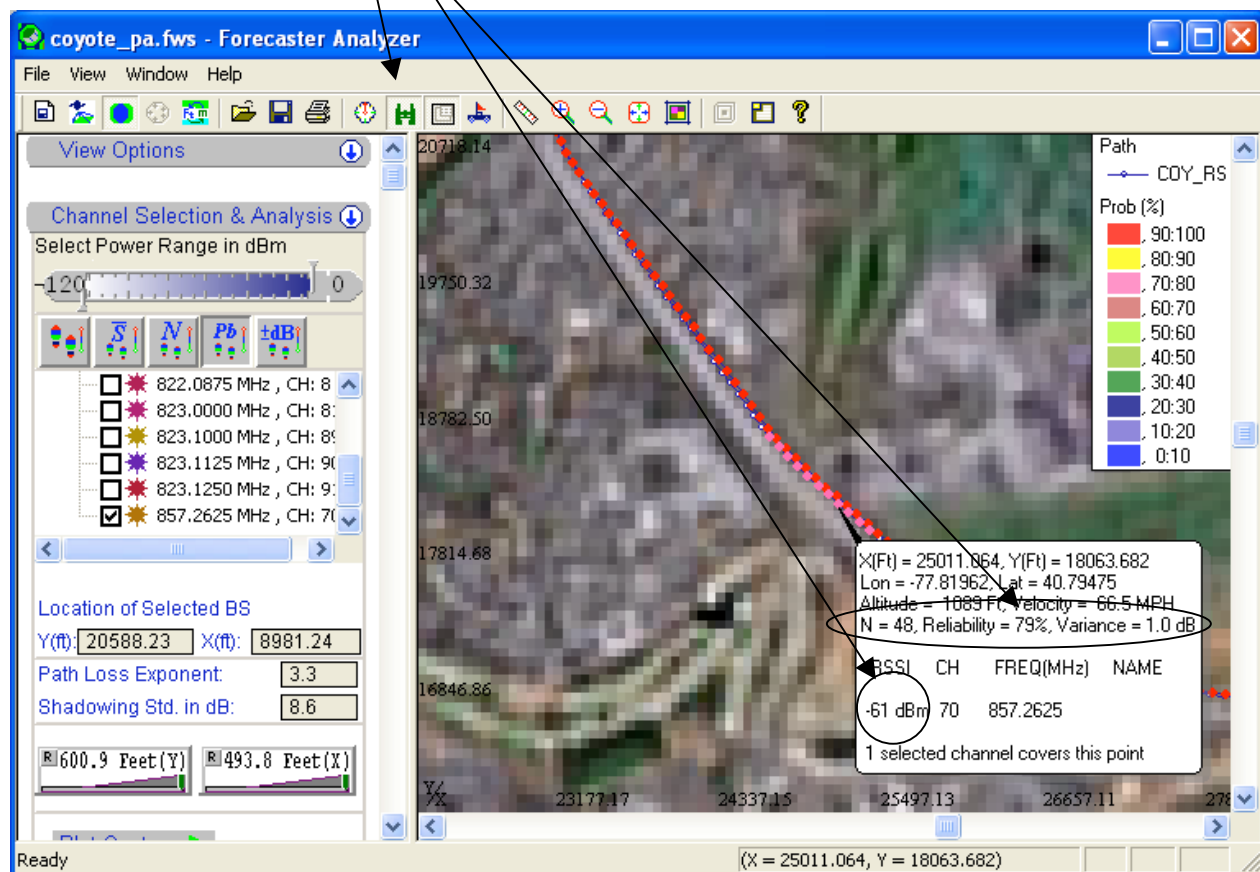 coyote_pa.fws - Forecaster Analyzer
File View Window Help
View Options
Channel Selection & Analysis
Select Power Range in dBm
-120 0
S N Pb ±dB
822.0875 MHz , CH: 8
823.0000 MHz , CH: 8
823.1000 MHz , CH: 89
823.1125 MHz , CH: 90
823.1250 MHz , CH: 9
857.2625 MHz , CH: 70
Location of Selected BS
Y(ft): 20588.23 X(ft): 8981.24
Path Loss Exponent: 3.3
Shadowing Std. in dB: 8.6
R 600.9 Feet(Y) R 493.8 Feet(X)
20718.14
19750.32
18782.50
17814.68
16846.86
Y/X 23177.17 24337.15 25497.13 26657.11 278
Path
COY_RS
Prob (%)
, 90:100
, 80:90
, 70:80
, 60:70
, 50:60
, 40:50
, 30:40
, 20:30
, 10:20
, 0:10
X(Ft) = 25011.064, Y(Ft) = 18063.682
Lon = -77.81962, Lat = 40.79475
Altitude = 1089 Ft, Velocity = 66.5 MPH
N = 48, Reliability = 79%, Variance = 1.0 dB
RSSI CH FREQ(MHz) NAME
-61 dBm 70 857.2625
1 selected channel covers this point
Ready
(X = 25011.064, Y = 18063.682)